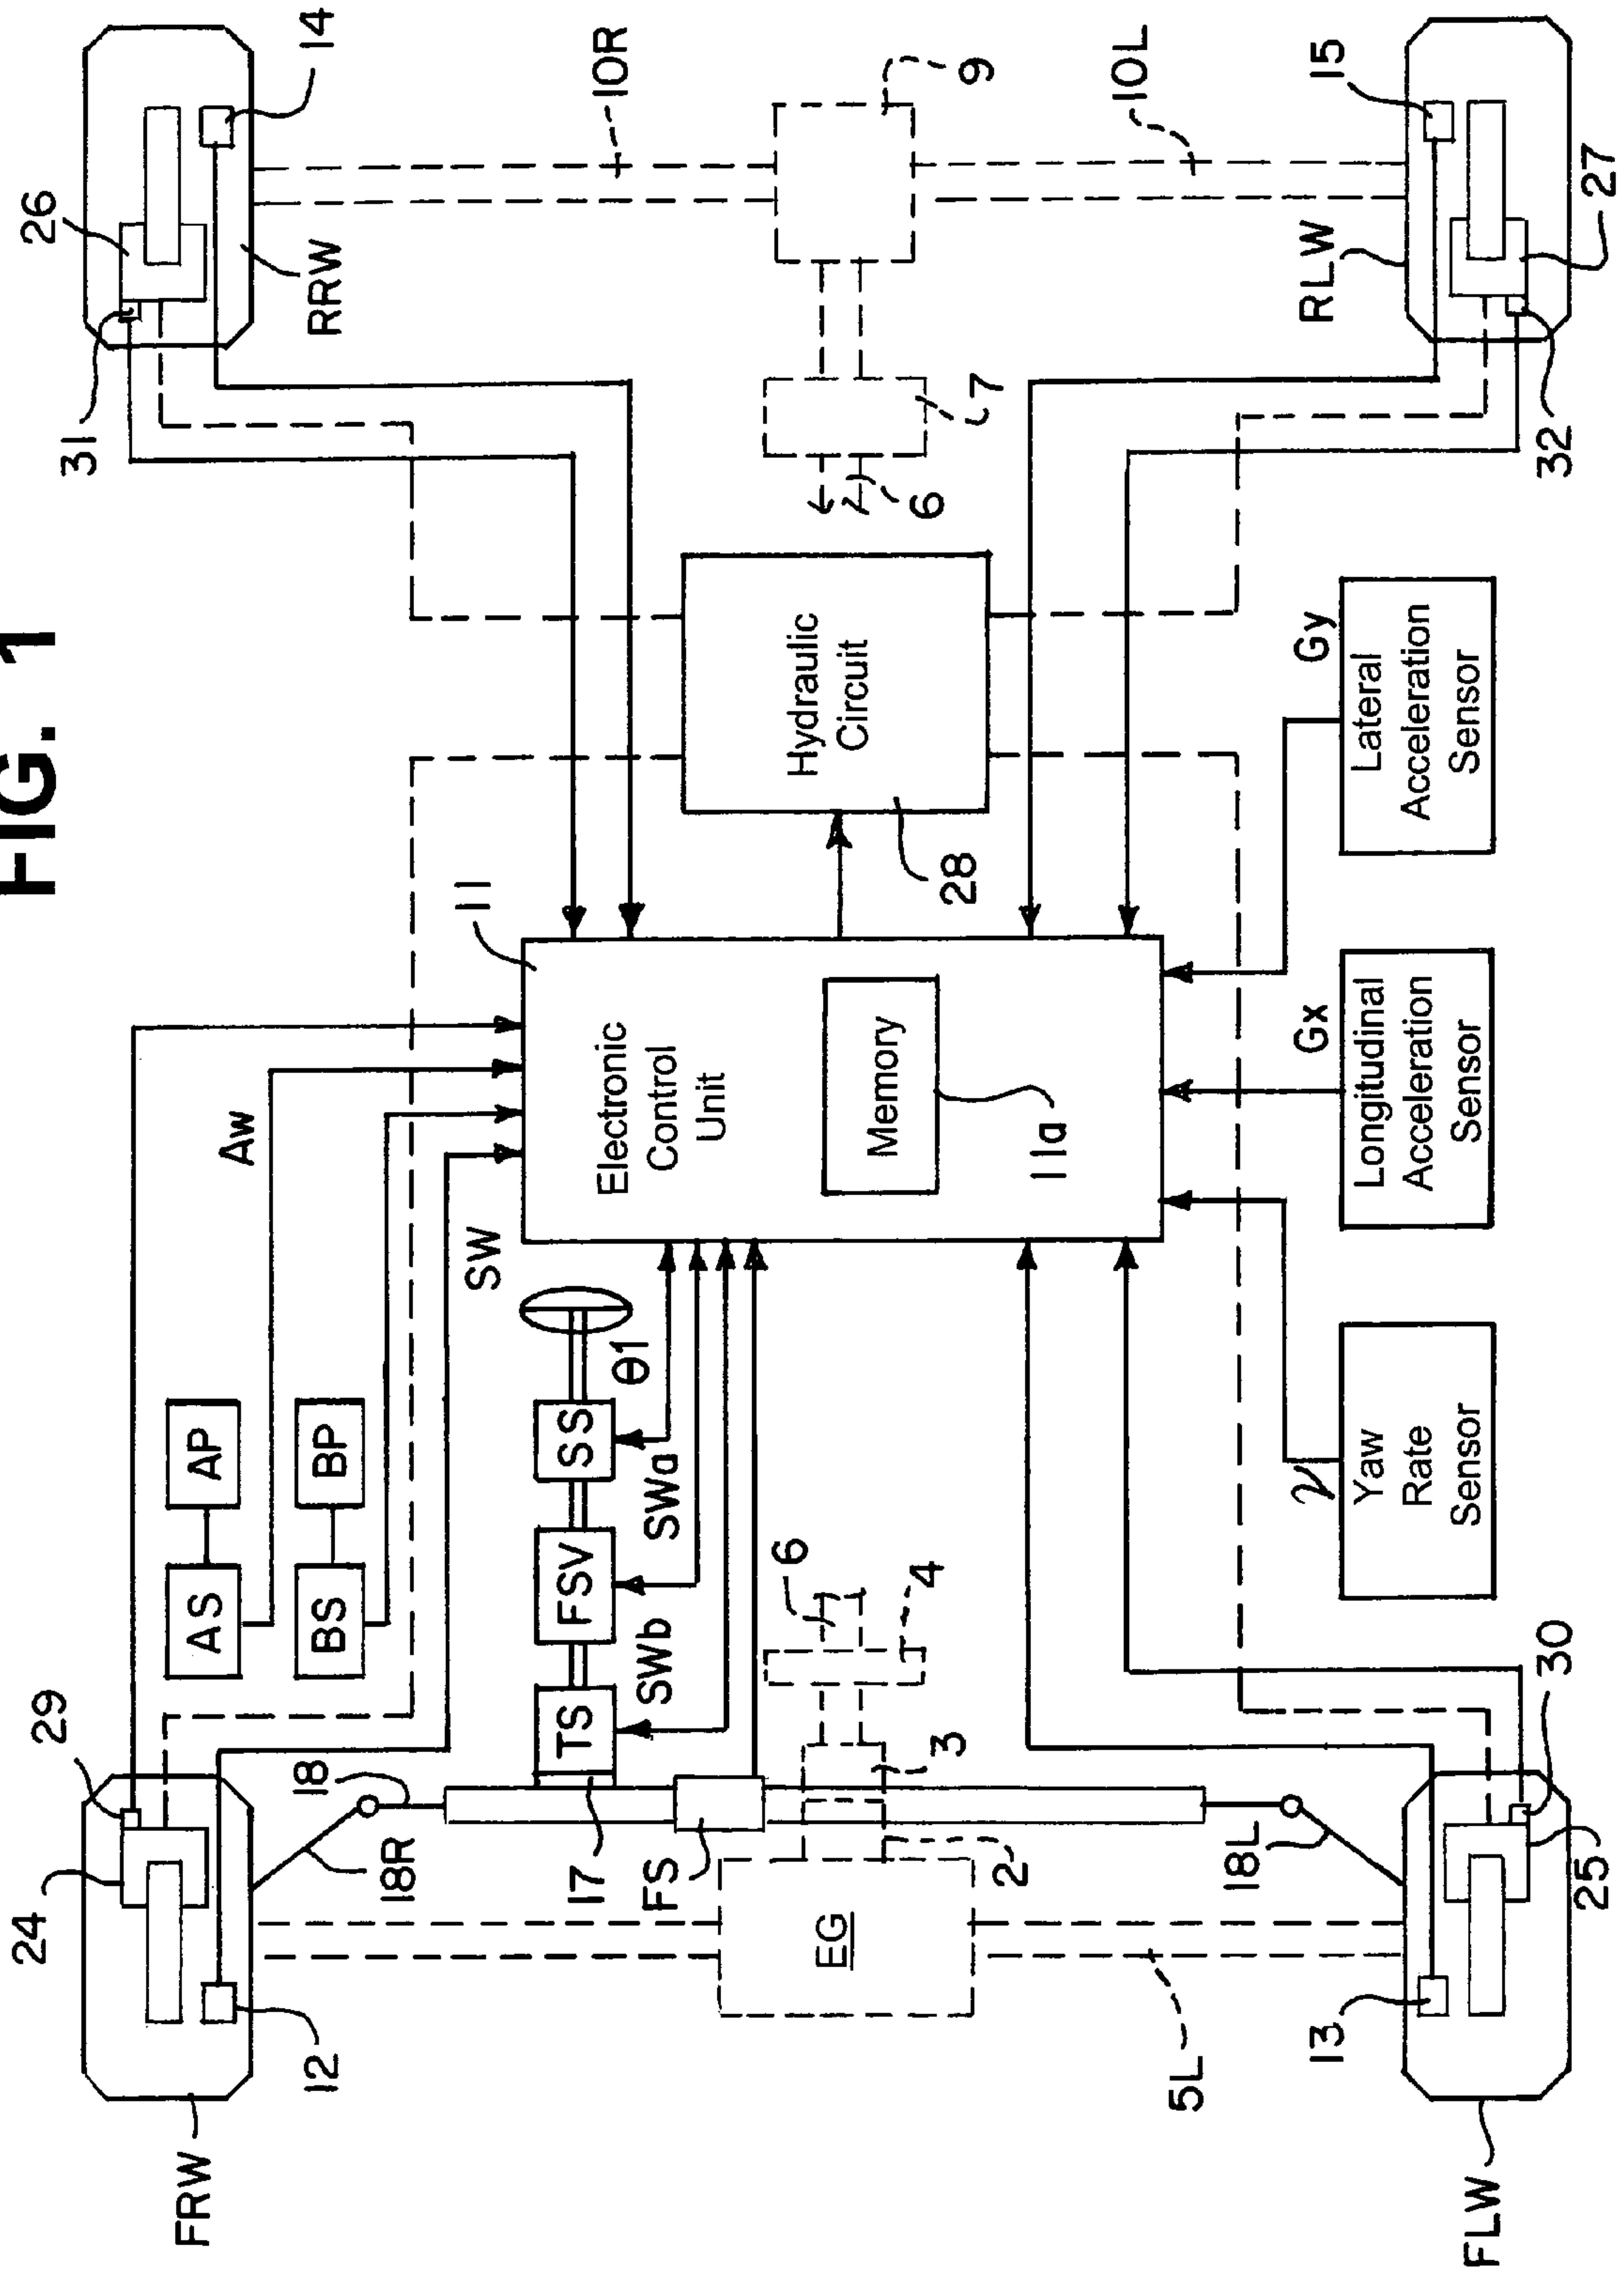 FIG. 1
FRW
24
29
12
18R
18
AS
AP
Aw
BS
BP
SW
31
26
14
RRW
10R
17
TS
FSV
SS
SWb
SWa
θ1
FS
EG
2
3
4
6
11
Electronic
Control
Unit
Memory
11a
Hydraulic
Circuit
28
6
7
9
10L
5L
18L
13
FLW
25
30
γ
Yaw
Rate
Sensor
Gx
Longitudinal
Acceleration
Sensor
Gy
Lateral
Acceleration
Sensor
RLW
15
32
27